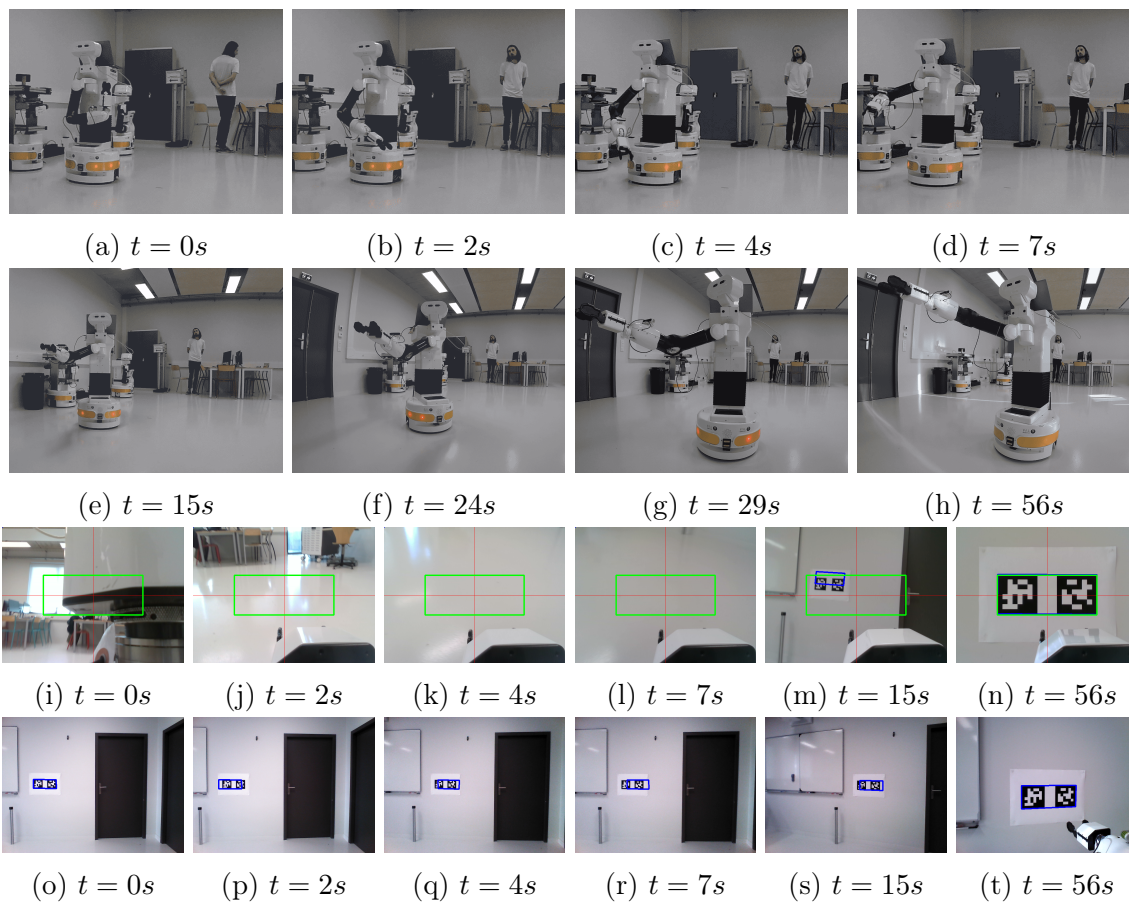 (a) t = 0s (b) t = 2s (c) t = 4s (d) t = 7s
(e) t = 15s (f) t = 24s (g) t = 29s (h) t = 56s
(i) t = 0s (j) t = 2s (k) t = 4s (l) t = 7s (m) t = 15s (n) t = 56s
(o) t = 0s (p) t = 2s (q) t = 4s (r) t = 7s (s) t = 15s (t) t = 56s